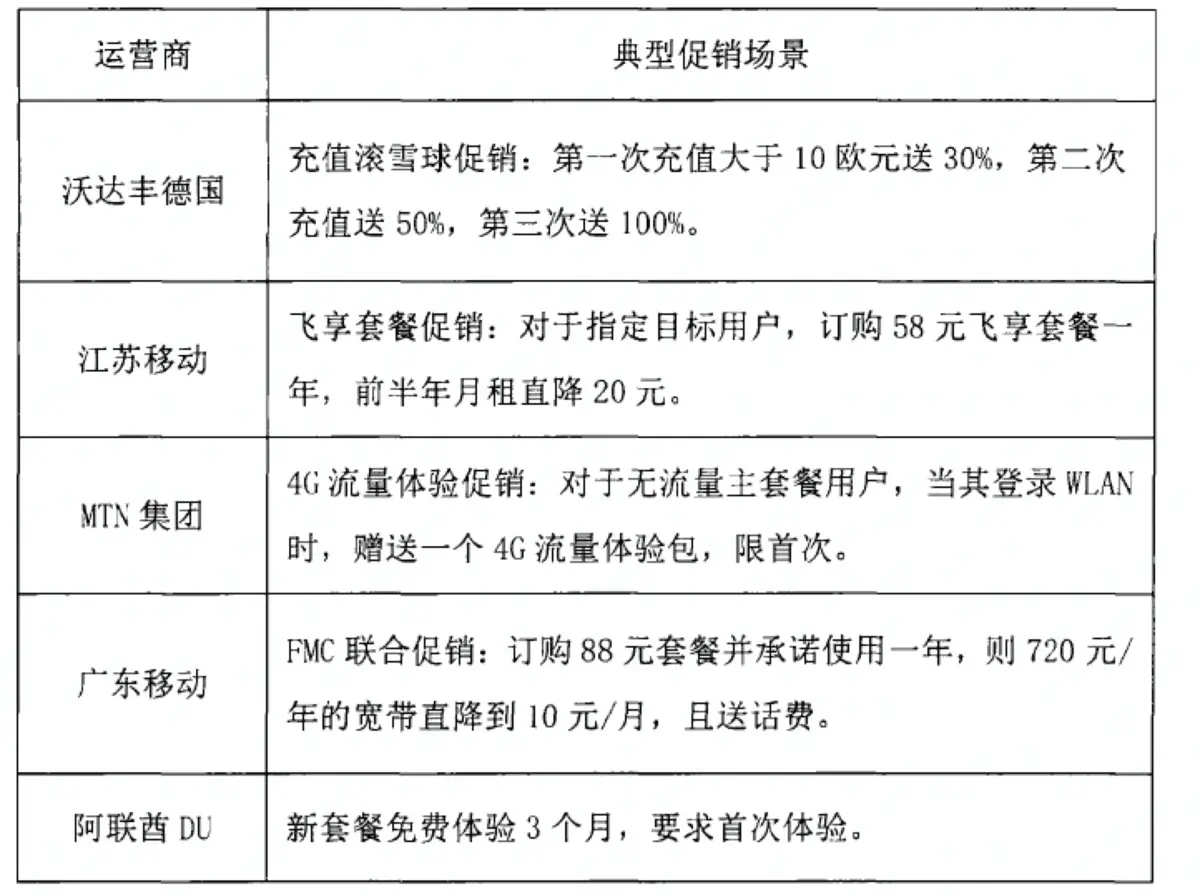 运营商
典型促销场景
沃达丰德国
充值滚雪球促销：第一次充值大于 10 欧元送 30%，第二次
充值送 50%，第三次送 100%。
江苏移动
飞享套餐促销：对于指定目标用户，订购 58 元飞享套餐一
年，前半年月租直降 20 元。
MTN 集团
4G 流量体验促销：对于无流量主套餐用户，当其登录 WLAN
时，赠送一个 4G 流量体验包，限首次。
广东移动
FMC 联合促销：订购 88 元套餐并承诺使用一年，则 720 元/
年的宽带直降到 10 元/月，且送话费。
阿联酋 DU
新套餐免费体验 3 个月，要求首次体验。